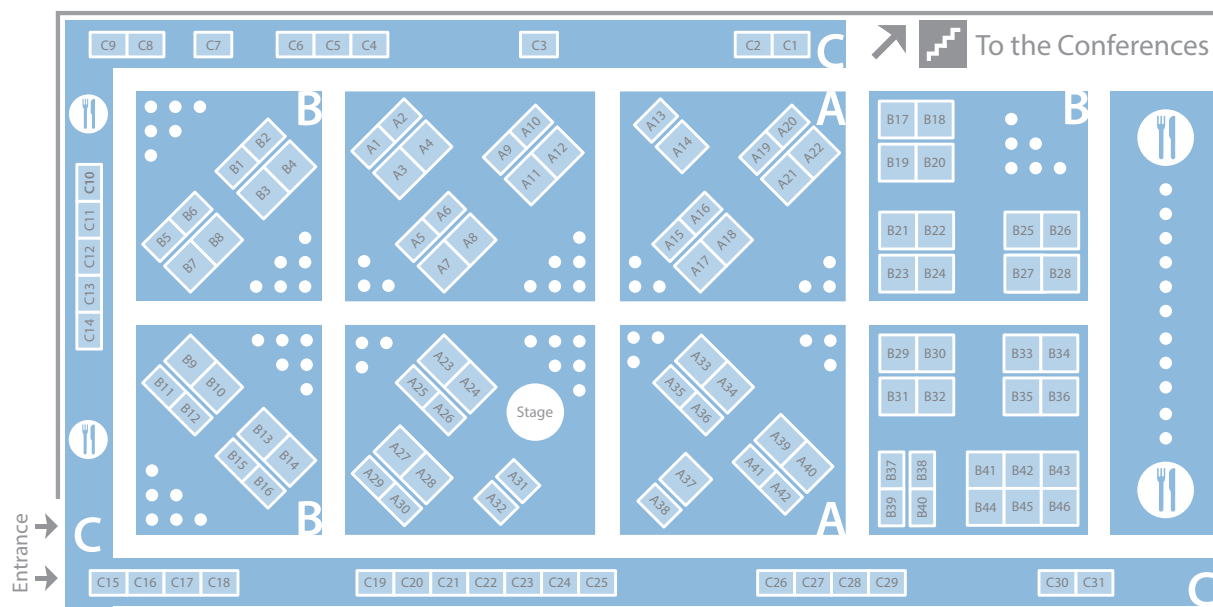 C9 C8 C7 C6 C5 C4 C3 C2 C1 C To the Conferences
B A B
A13 A20 B17 B18
A2 A10 A19 A22
B2 A1 A4 A9 A12 A14 A21 B19 B20
B1 B4 A3 A11
C10 B3
C11 B6 A6 A16 B21 B22 B25 B26
C12 B5 B8 A5 A8 A15 A18
C13 B7 A7 A17 B23 B24 B27 B28
C14
B9 A23 A33 B29 B30 B33 B34
B11 B10 A25 A24 A35 A34 B31 B32 B35 B36
B12 A26 Stage A36
B13 A27 A39
B15 B14 A29 A28 A31 A37 A41 A40 B37 B38 B41 B42 B43
B16 A30 A32 A38 A42 B39 B40 B44 B45 B46
B A
C
Entrance
C15 C16 C17 C18 C19 C20 C21 C22 C23 C24 C25 C26 C27 C28 C29 C30 C31 C